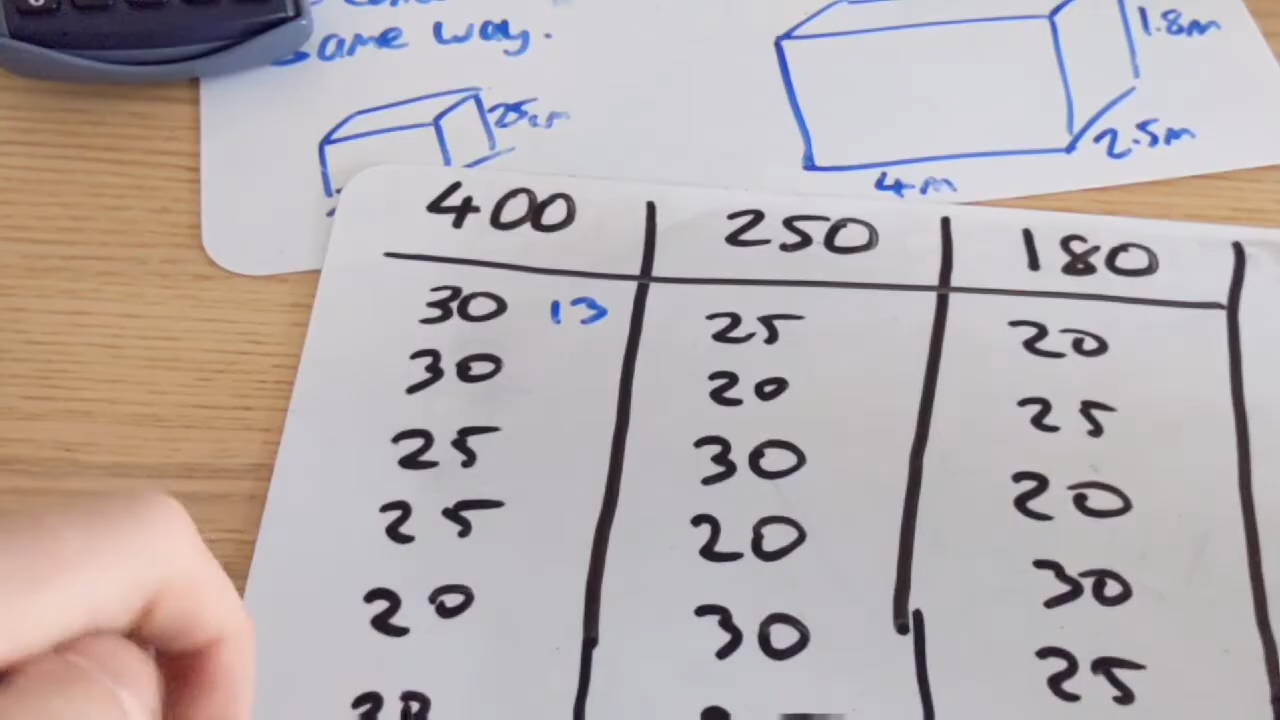 same way.
1.8m
25cm
2.5m
4m
400 250 180
30 13 25 20
30 20 25
25 30 20
25 20 30
20 30 25